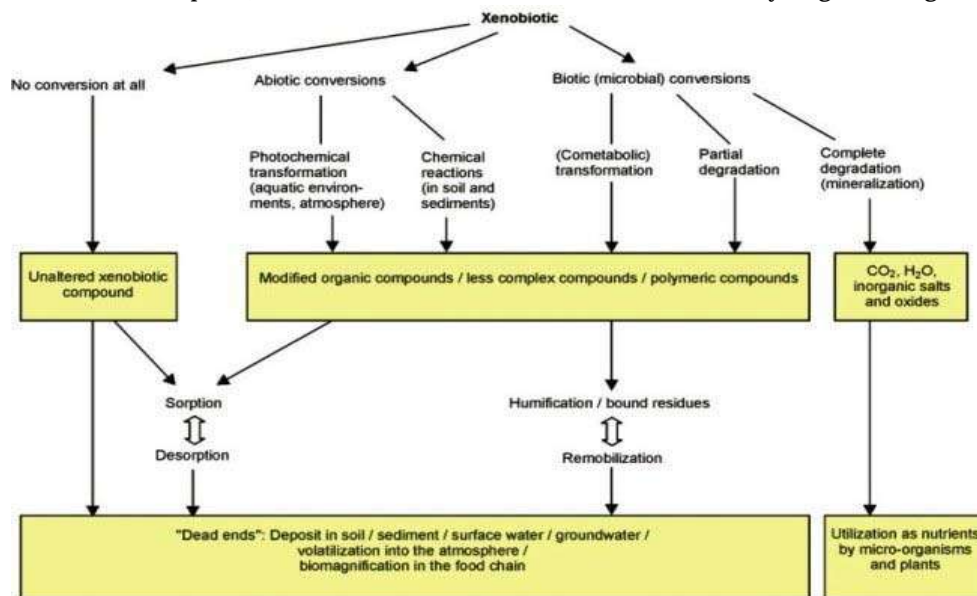 Xenobiotic
No conversion at all
Abiotic conversions
Biotic (microbial) conversions
Photochemical
transformation
(aquatic environ-
ments, atmosphere)
Chemical
reactions
(in soil and
sediments)
(Cometabolic)
transformation
Partial
degradation
Complete
degradation
(mineralization)
Unaltered xenobiotic
compound
Modified organic compounds / less complex compounds / polymeric compounds
CO₂, H₂O,
inorganic salts
and oxides
Sorption
Desorption
Humification / bound residues
Remobilization
"Dead ends": Deposit in soil / sediment / surface water / groundwater /
volatilization into the atmosphere /
biomagnification in the food chain
Utilization as nutrients
by micro-organisms
and plants